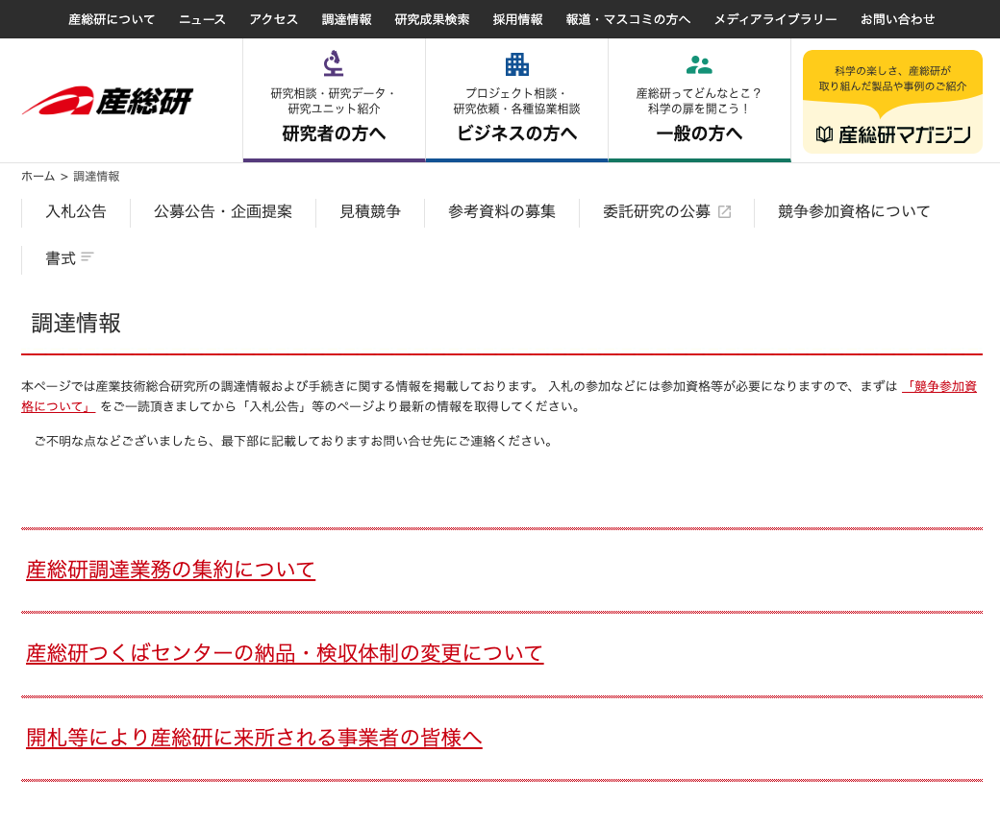 産総研について ニュース アクセス 調達情報 研究成果検索 採用情報 報道・マスコミの方へ メディアライブラリー お問い合わせ
産総研
研究相談・研究データ・
研究ユニット紹介
研究者の方へ
プロジェクト相談・
研究依頼・各種協業相談
ビジネスの方へ
産総研ってどんなとこ？
科学の扉を開こう！
一般の方へ
科学の楽しさ、産総研が
取り組んだ製品や事例のご紹介
産総研マガジン
ホーム > 調達情報
入札公告 公募公告・企画提案 見積競争 参考資料の募集 委託研究の公募 競争参加資格について
書式
調達情報
本ページでは産業技術総合研究所の調達情報および手続きに関する情報を掲載しております。 入札の参加などには参加資格等が必要になりますので、まずは 「競争参加資
格について」 をご一読頂きましてから「入札公告」等のページより最新の情報を取得してください。
ご不明な点などございましたら、最下部に記載しておりますお問い合せ先にご連絡ください。
産総研調達業務の集約について
産総研つくばセンターの納品・検収体制の変更について
開札等により産総研に来所される事業者の皆様へ